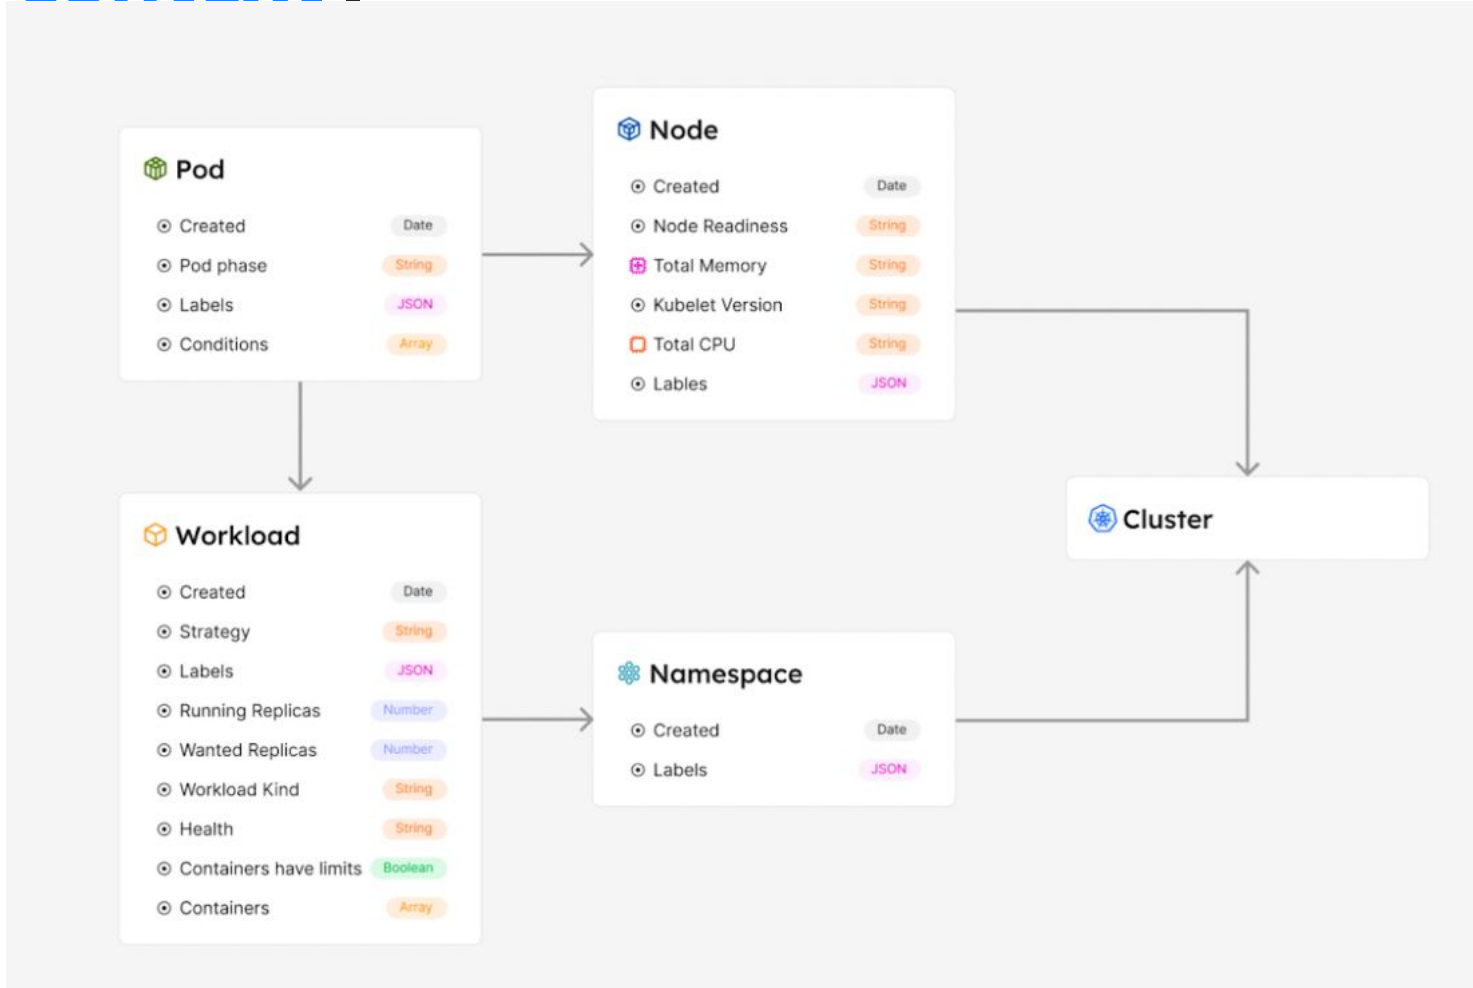 Pod
Created Date
Pod phase String
Labels JSON
Conditions Array
Node
Created Date
Node Readiness String
Total Memory String
Kubelet Version String
Total CPU String
Lables JSON
Workload
Created Date
Strategy String
Labels JSON
Running Replicas Number
Wanted Replicas Number
Workload Kind String
Health String
Containers have limits Boolean
Containers Array
Namespace
Created Date
Labels JSON
Cluster